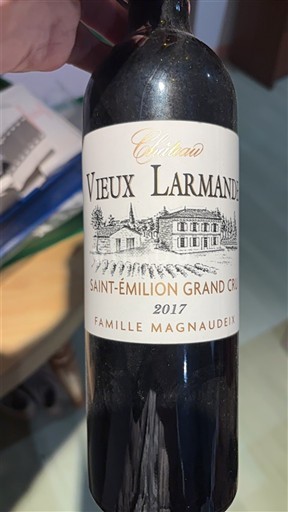 Château
VIEUX LARMANDE
SAINT-ÉMILION GRAND CRU
2017
FAMILLE MAGNAUDEIX